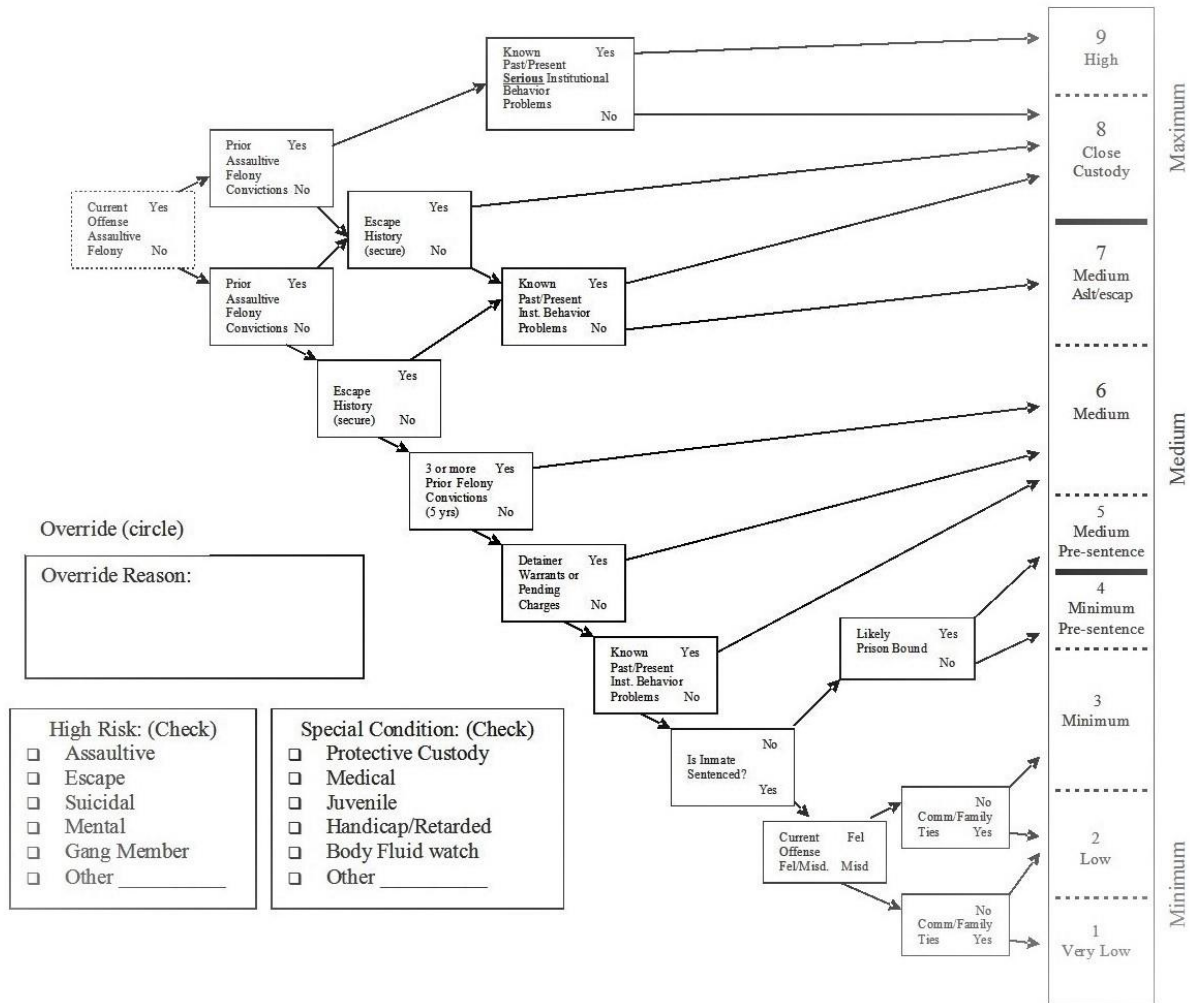 Known Yes
Past/Present
Serious Institutional
Behavior
Problems
No
Prior Yes
Assaultive
Felony
Convictions No
Current Yes
Offense
Assaultive
Felony No
Yes
Escape
History
(secure) No
Prior Yes
Assaultive
Felony
Convictions No
Known Yes
Past/Present
Inst. Behavior
Problems No
Yes
Escape
History
(secure) No
3 or more Yes
Prior Felony
Convictions
(5 yrs) No
Detainer Yes
Warrants or
Pending
Charges No
Known Yes
Past/Present
Inst. Behavior
Problems No
Likely Yes
Prison Bound
No
No
Is Inmate
Sentenced?
Yes
Current Fel
Offense
Fel/Misd. Misd
No
Comm/Family
Ties Yes
No
Comm/Family
Ties Yes
9
High
8
Close
Custody
7
Medium
Aslt/escap
6
Medium
5
Medium
Pre-sentence
4
Minimum
Pre-sentence
3
Minimum
2
Low
1
Very Low
Maximum
Medium
Minimum
Override (circle)
Override Reason:
High Risk: (Check)
❑ Assaultive
❑ Escape
❑ Suicidal
❑ Mental
❑ Gang Member
❑ Other __________
Special Condition: (Check)
❑ Protective Custody
❑ Medical
❑ Juvenile
❑ Handicap/Retarded
❑ Body Fluid watch
❑ Other __________